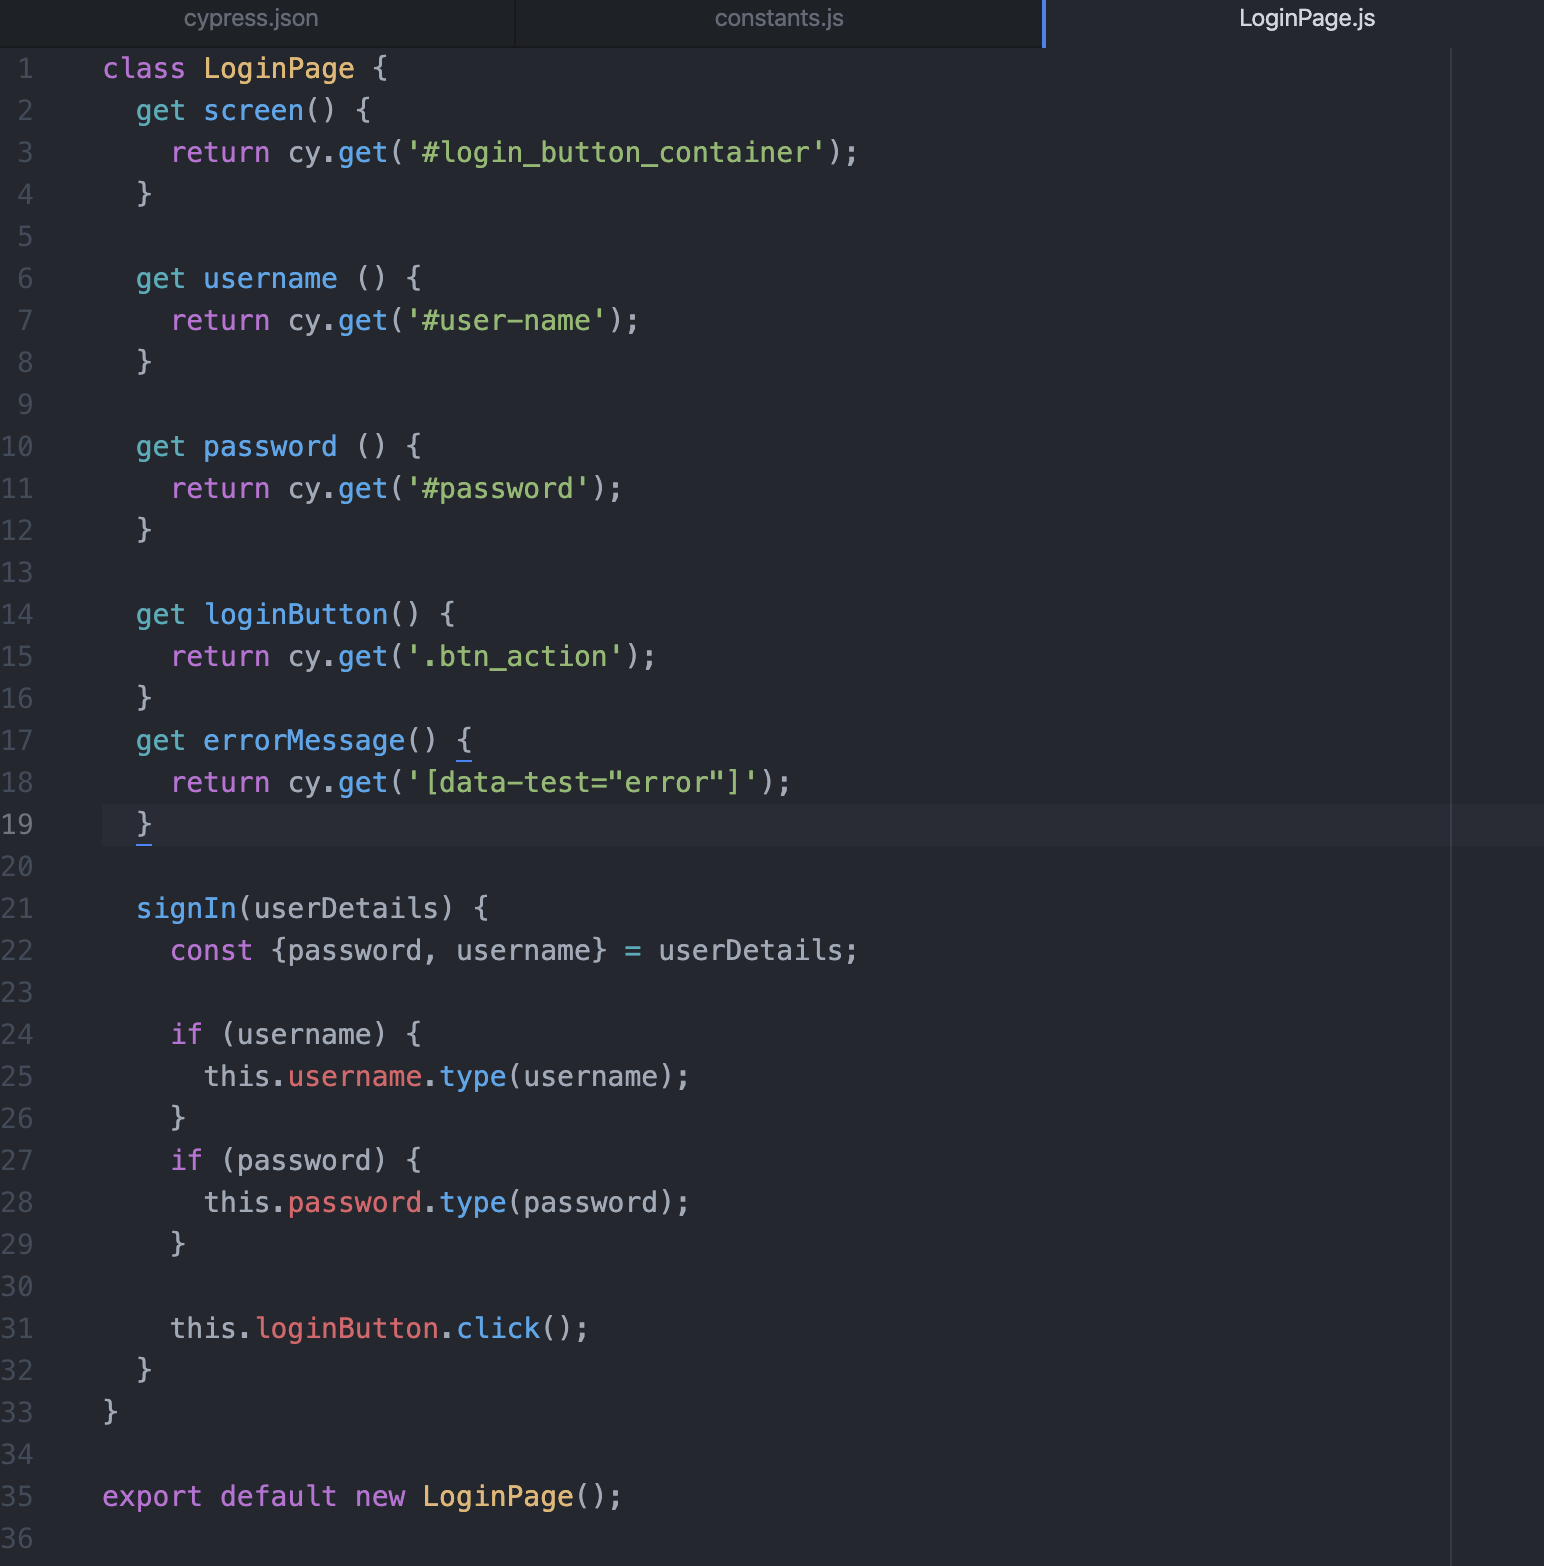 cypress.json constants.js LoginPage.js
1 class LoginPage {
2   get screen() {
3     return cy.get('#login_button_container');
4   }
5
6   get username () {
7     return cy.get('#user-name');
8   }
9
10   get password () {
11     return cy.get('#password');
12   }
13
14   get loginButton() {
15     return cy.get('.btn_action');
16   }
17   get errorMessage() {
18     return cy.get('[data-test="error"]');
19   }
20
21   signIn(userDetails) {
22     const {password, username} = userDetails;
23
24     if (username) {
25       this.username.type(username);
26     }
27     if (password) {
28       this.password.type(password);
29     }
30
31     this.loginButton.click();
32   }
33 }
34
35 export default new LoginPage();
36